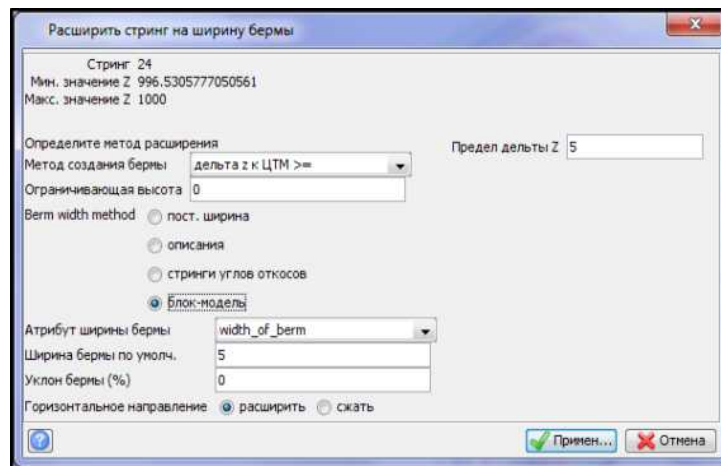 Расширить стринг на ширину бермы
Стринг 24
Мин. значение Z 996.5305777050561
Макс. значение Z 1000
Определите метод расширения
Предел дельты Z 5
Метод создания бермы дельта z к ЦТМ >=
Ограничивающая высота 0
Berm width method пост. ширина
описания
стринги углов откосов
блок-модель
Атрибут ширины бермы width_of_berm
Ширина бермы по умолч. 5
Уклон бермы (%) 0
Горизонтальное направление расширить сжать
? Примен... Отмена